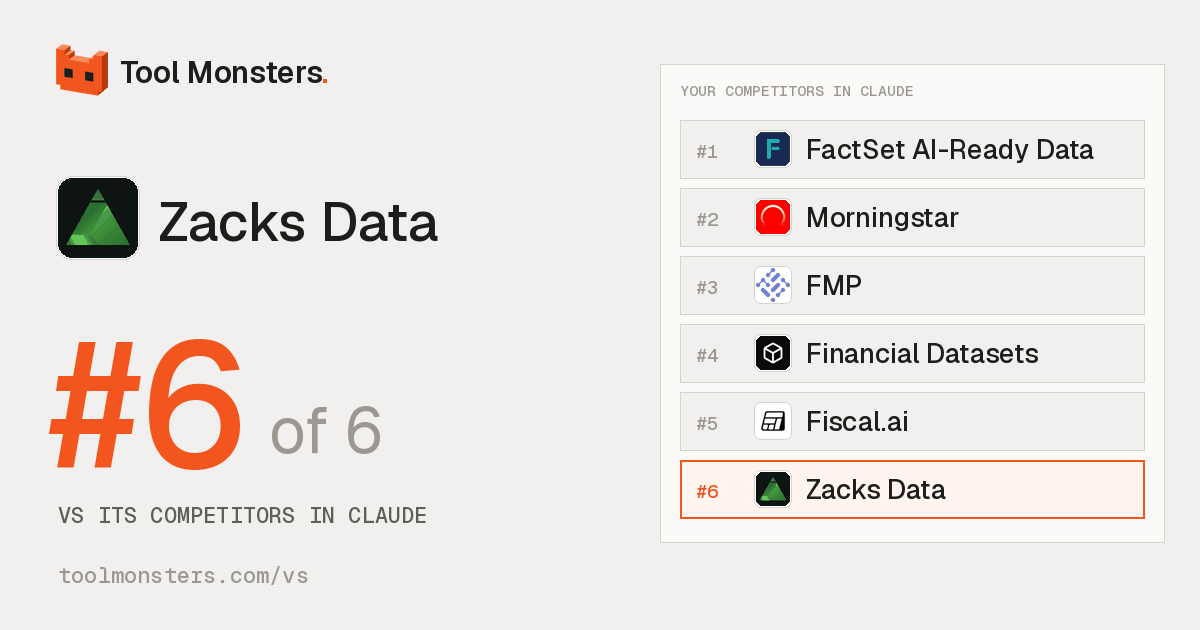 Tool Monsters.
Zacks Data
#6 of 6
VS ITS COMPETITORS IN CLAUDE
toolmonsters.com/vs
YOUR COMPETITORS IN CLAUDE
#1 FactSet AI-Ready Data
#2 Morningstar
#3 FMP
#4 Financial Datasets
#5 Fiscal.ai
#6 Zacks Data